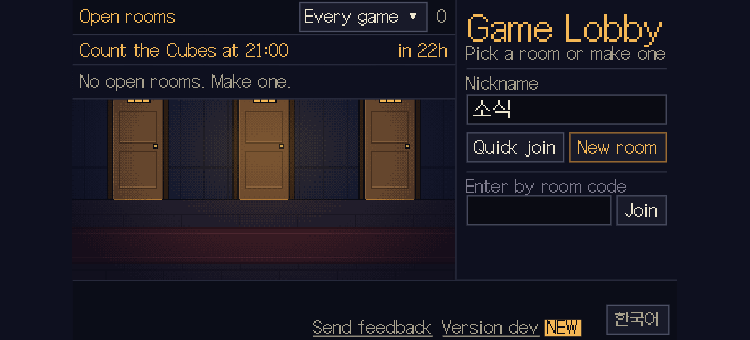 Open rooms
Every game ▼ 0
Count the Cubes at 21:00 in 22h
No open rooms. Make one.
Game Lobby
Pick a room or make one
Nickname
소식
Quick join New room
Enter by room code
Join
Send feedback Version dev NEW
한국어